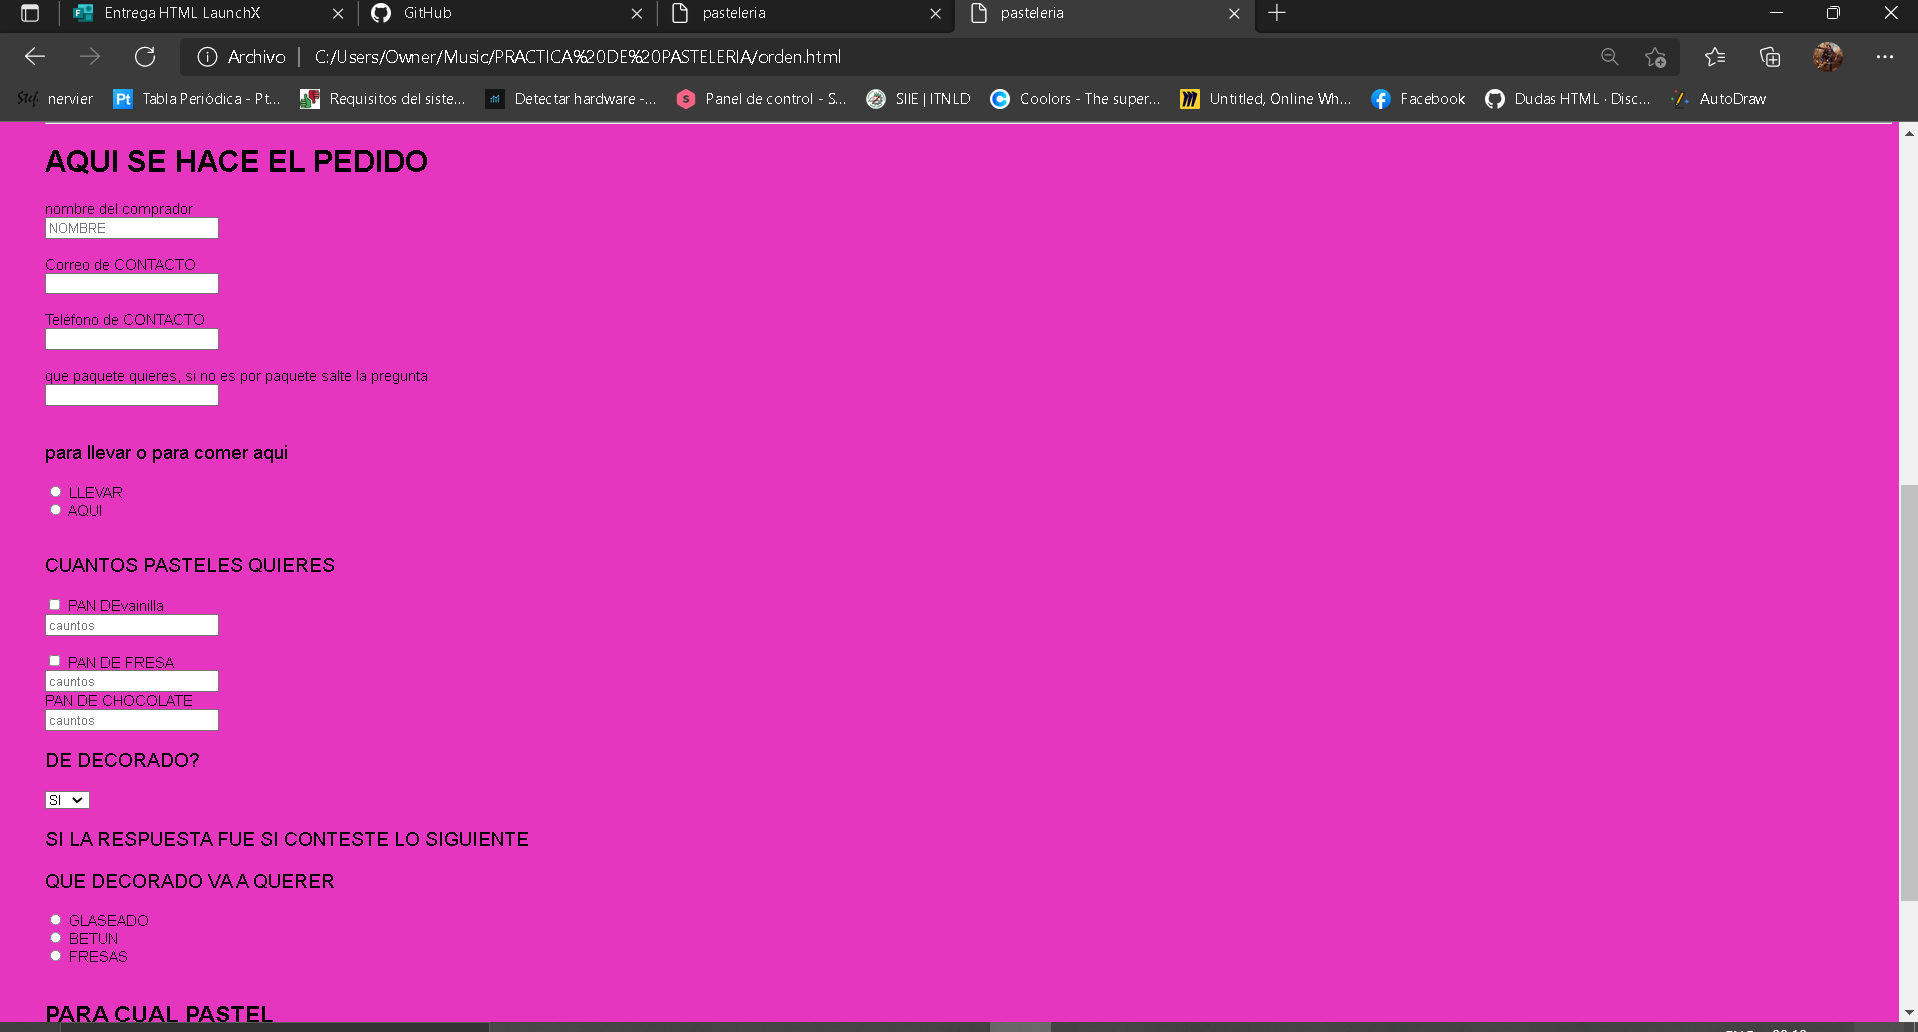 Entrega HTML LaunchX
GitHub
pasteleria
pasteleria
Archivo C:/Users/Owner/Music/PRACTICA%20DE%20PASTELERIA/orden.html
Stef. nervier
Pt Tabla Periódica - Pt...
Requisitos del siste...
Detectar hardware -...
S Panel de control - S...
SIIE | ITNLD
C Coolors - The super...
Untitled, Online Wh...
Facebook
Dudas HTML · Disc...
AutoDraw
AQUI SE HACE EL PEDIDO
nombre del comprador
NOMBRE
Correo de CONTACTO
Teléfono de CONTACTO
que paquete quieres, si no es por paquete salte la pregunta
para llevar o para comer aqui
LLEVAR
AQUI
CUANTOS PASTELES QUIERES
PAN DEvainilla
cauntos
PAN DE FRESA
cauntos
PAN DE CHOCOLATE
cauntos
DE DECORADO?
SI
SI LA RESPUESTA FUE SI CONTESTE LO SIGUIENTE
QUE DECORADO VA A QUERER
GLASEADO
BETUN
FRESAS
PARA CUAL PASTEL